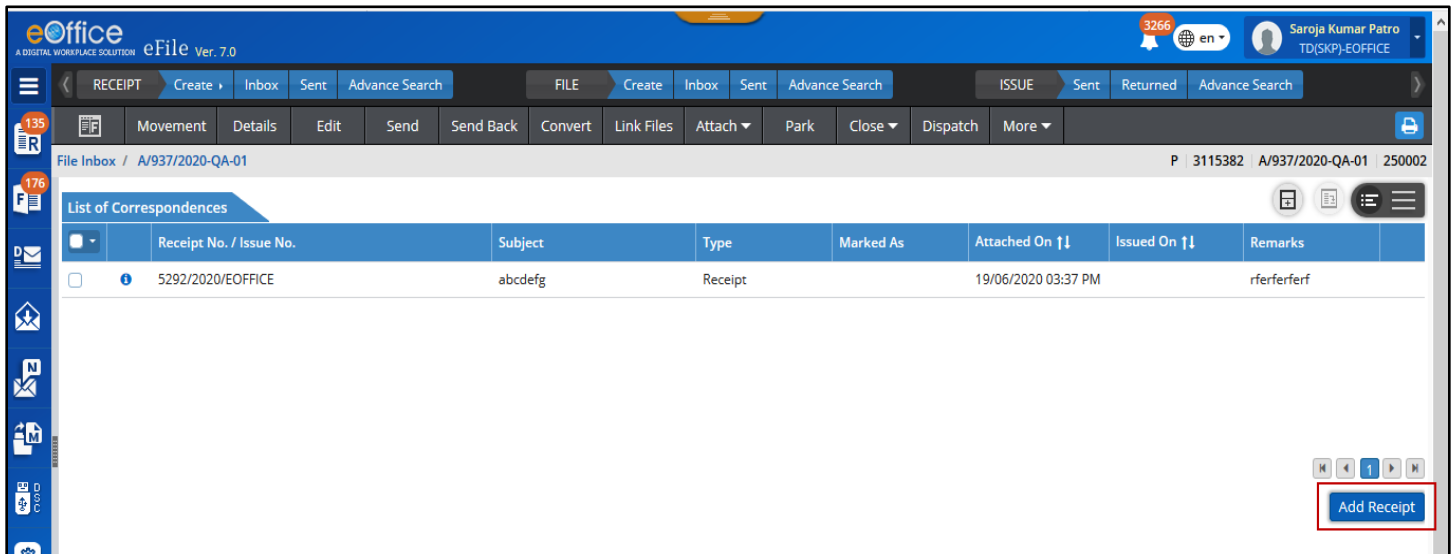 eOffice
A DIGITAL WORKPLACE SOLUTION eFile Ver. 7.0
3266 en Saroja Kumar Patro
TD(SKP)-EOFFICE
RECEIPT Create Inbox Sent Advance Search FILE Create Inbox Sent Advance Search ISSUE Sent Returned Advance Search
135 R
F Movement Details Edit Send Send Back Convert Link Files Attach Park Close Dispatch More
File Inbox / A/937/2020-QA-01 P 3115382 A/937/2020-QA-01 250002
176 F
List of Correspondences
Receipt No. / Issue No. Subject Type Marked As Attached On Issued On Remarks
D
5292/2020/EOFFICE abcdefg Receipt 19/06/2020 03:37 PM rferferferf
N
M
1
DSC
Add Receipt